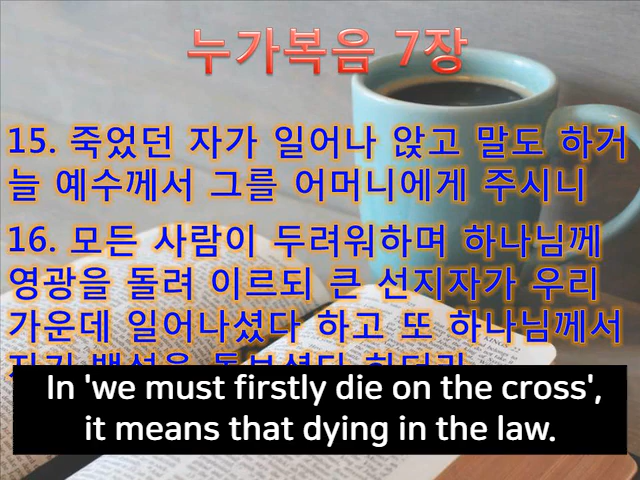 누가복음 7장
15. 죽었던 자가 일어나 앉고 말도 하거
늘 예수께서 그를 어머니에게 주시니
16. 모든 사람이 두려워하며 하나님께
영광을 돌려 이르되 큰 선지자가 우리
가운데 일어나셨다 하고 또 하나님께서
In 'we must firstly die on the cross',
it means that dying in the law.